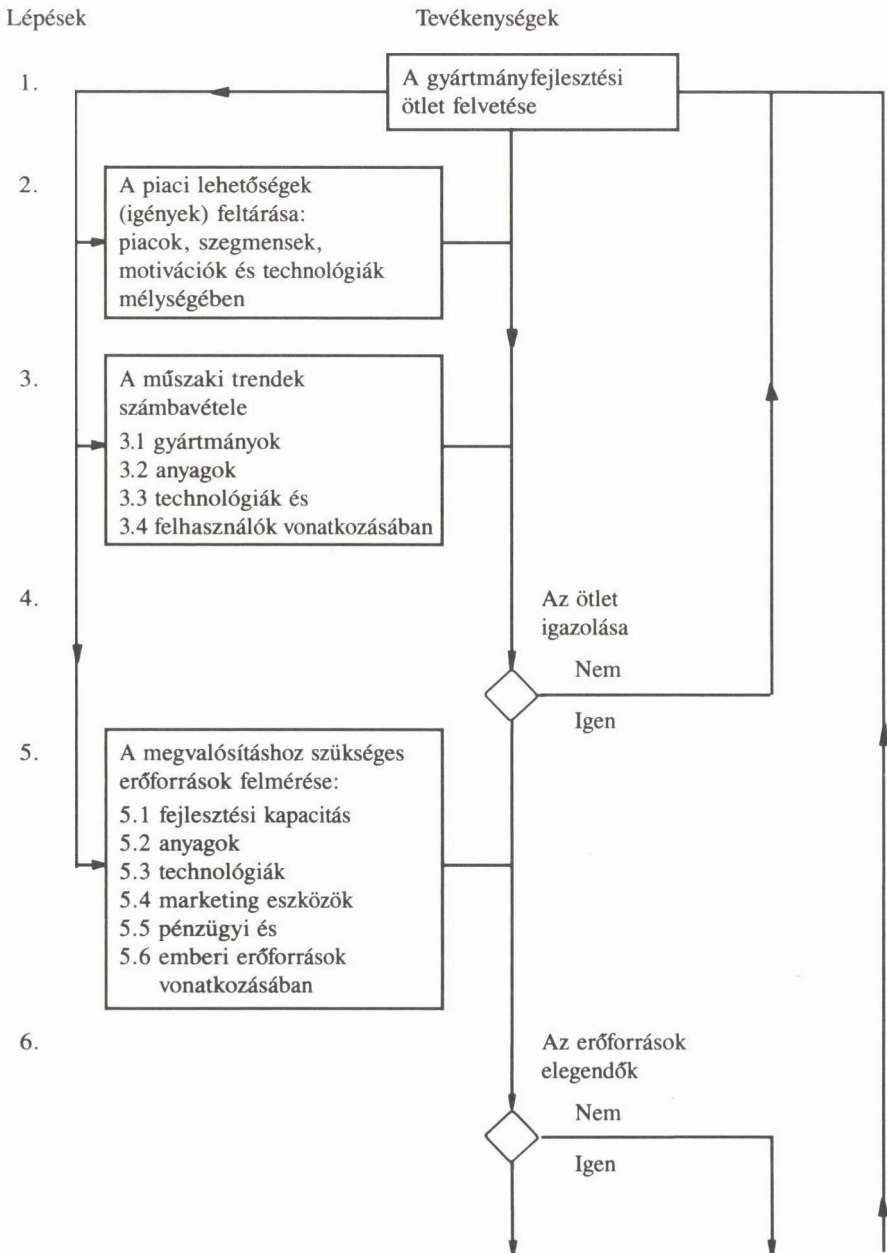 Lépések
Tevékenységek
1.
A gyártmányfejlesztési
ötlet felvetése
2.
A piaci lehetőségek
(igények) feltárása:
piacok, szegmensek,
motivációk és technológiák
mélységében
3.
A műszaki trendek
számbavétele
3.1 gyártmányok
3.2 anyagok
3.3 technológiák és
3.4 felhasználók vonatkozásában
4.
Az ötlet
igazolása
Nem
Igen
5.
A megvalósításhoz szükséges
erőforrások felmérése:
5.1 fejlesztési kapacitás
5.2 anyagok
5.3 technológiák
5.4 marketing eszközök
5.5 pénzügyi és
5.6 emberi erőforrások
vonatkozásában
6.
Az erőforrások
elegendők
Nem
Igen